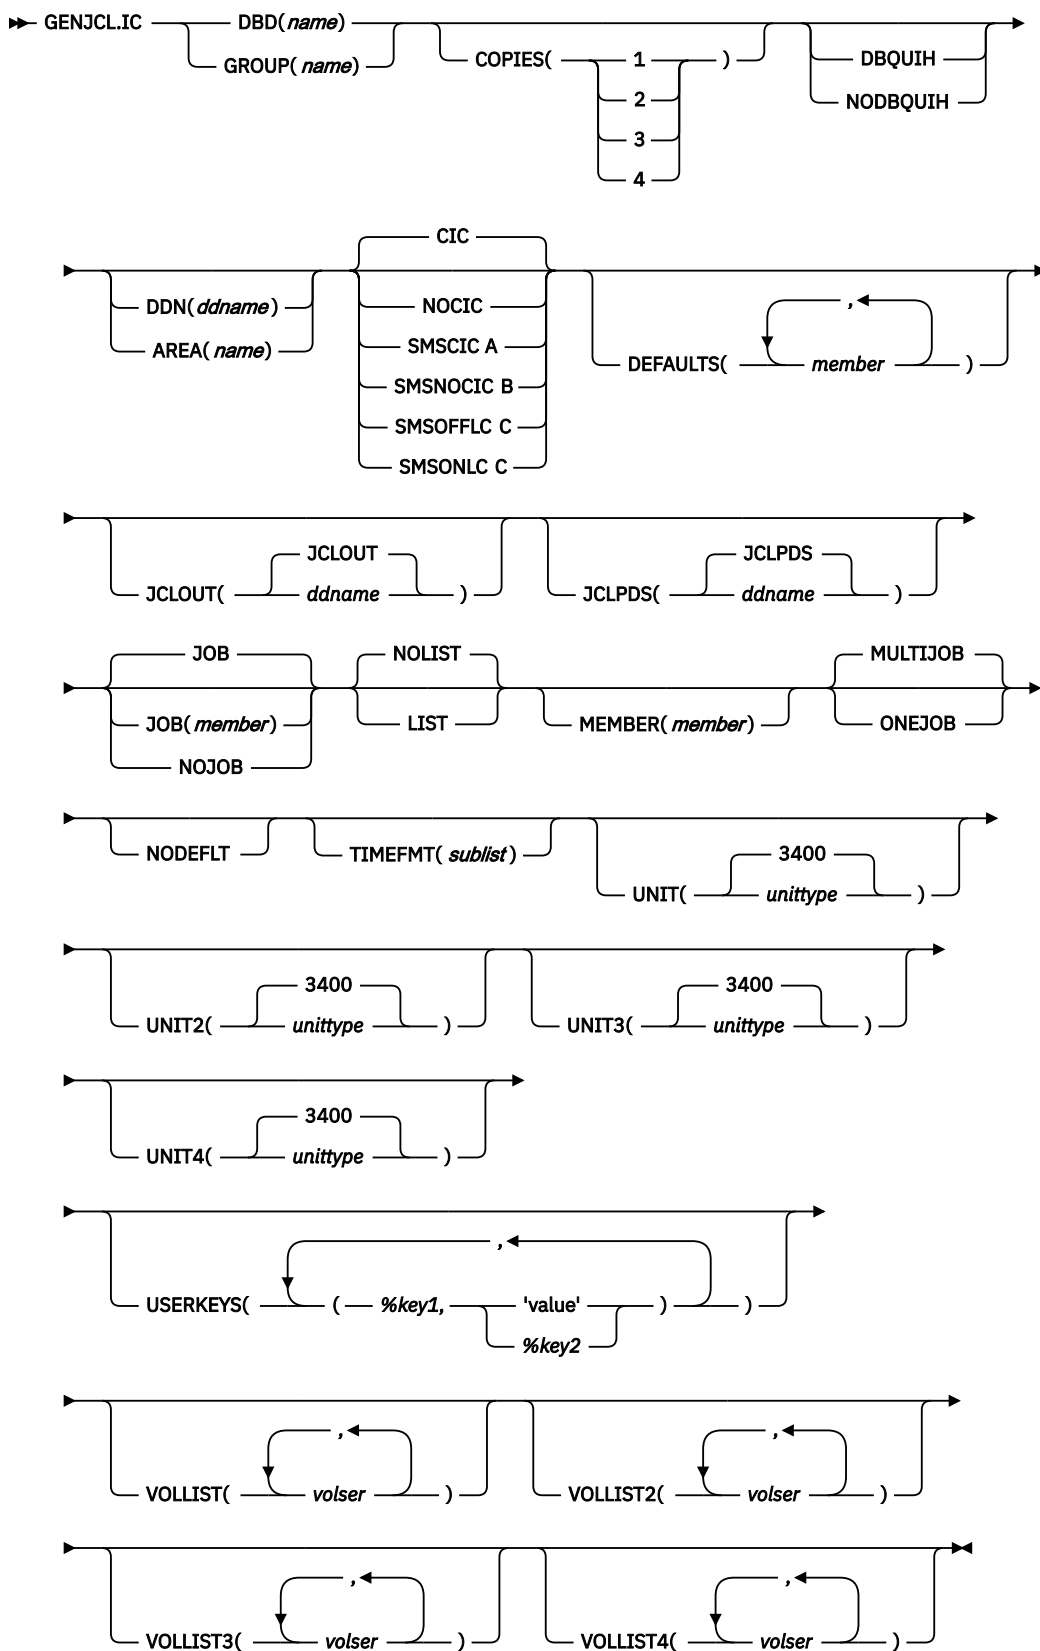 GENJCL.IC DBD(name) GROUP(name) COPIES( 1 2 3 4 ) DBQUIH NODBQUIH
DDN(ddname) AREA(name) CIC NOCIC SMSCIC A SMSNOCIC B SMSOFFLC C SMSONLC C DEFAULTS( , member )
JCLOUT( JCLOUT ddname ) JCLPDS( JCLPDS ddname )
JOB JOB(member) NOJOB NOLIST LIST MEMBER(member) MULTIJOB ONEJOB
NODEFLT TIMEFMT(sublist) UNIT( 3400 unittype )
UNIT2( 3400 unittype ) UNIT3( 3400 unittype )
UNIT4( 3400 unittype )
USERKEYS( , ( %key1, 'value' %key2 ) )
VOLLIST( , volser ) VOLLIST2( , volser )
VOLLIST3( , volser ) VOLLIST4( , volser )